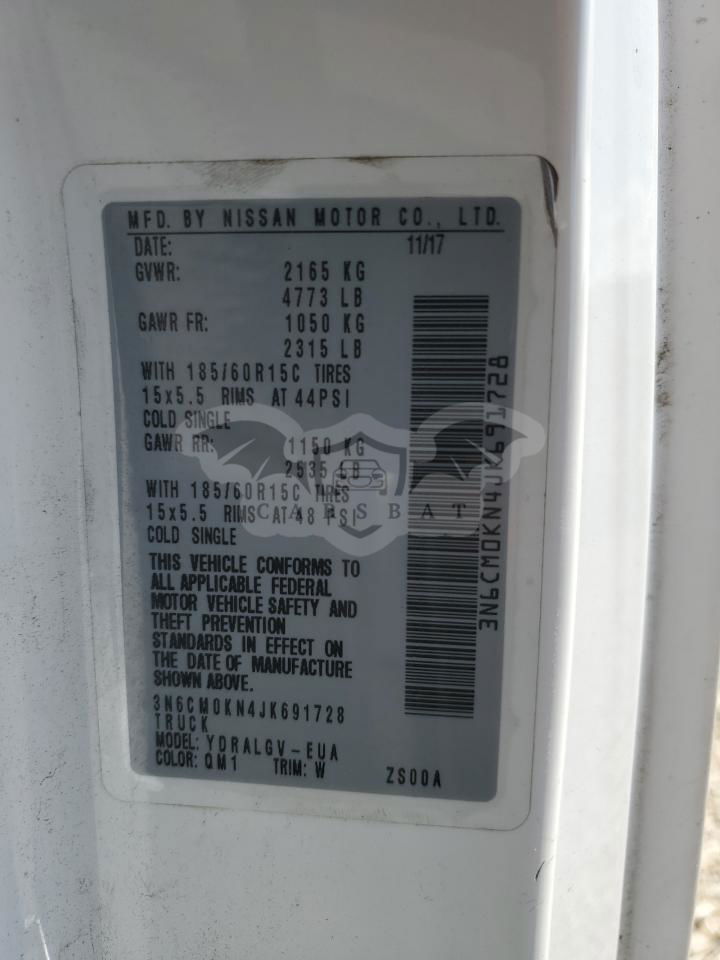 MFD. BY NISSAN MOTOR CO., LTD.
DATE: 11/17
GVWR: 2165 KG
4773 LB
GAWR FR: 1050 KG
2315 LB
WITH 185/60R15C TIRES
15x5.5 RIMS AT 44PSI
COLD SINGLE
GAWR RR: 1150 KG
2535 LB
WITH 185/60R15C TIRES
15x5.5 RIMS AT 48 PSI
COLD SINGLE
THIS VEHICLE CONFORMS TO
ALL APPLICABLE FEDERAL
MOTOR VEHICLE SAFETY AND
THEFT PREVENTION
STANDARDS IN EFFECT ON
THE DATE OF MANUFACTURE
SHOWN ABOVE.
3N6CM0KN4JK691728
TRUCK
MODEL: YDRALGV-EUA
COLOR: QM1 TRIM: W ZS00A
3N6CM0KN4JK691728
CARSBAT